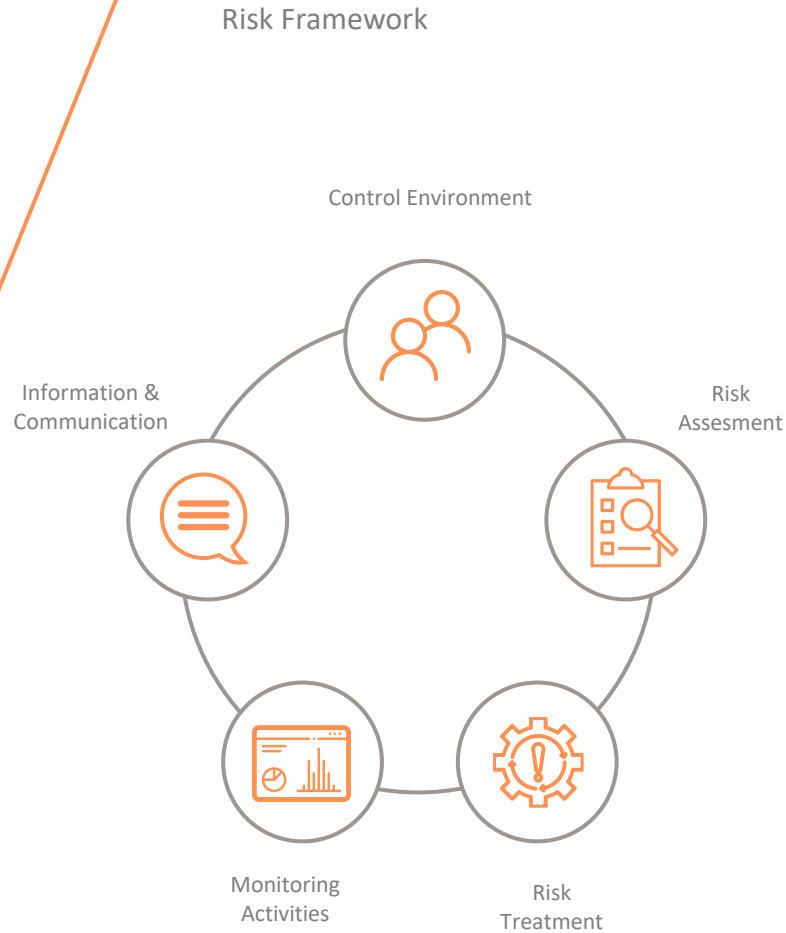 Risk Framework
Control Environment
Information &
Communication
Risk
Assesment
Monitoring
Activities
Risk
Treatment